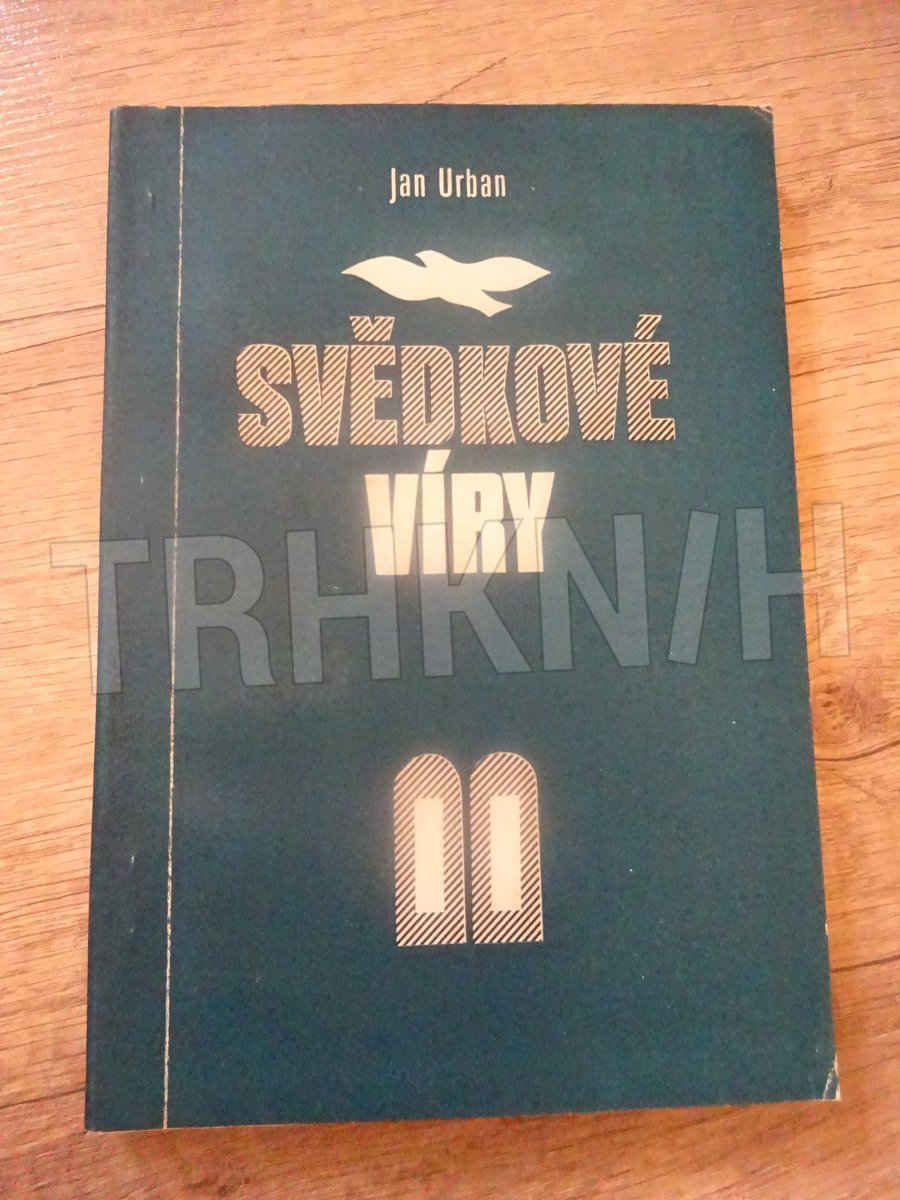 Jan Urban
SVĚDKOVÉ
VÍRY
TRHKNIH